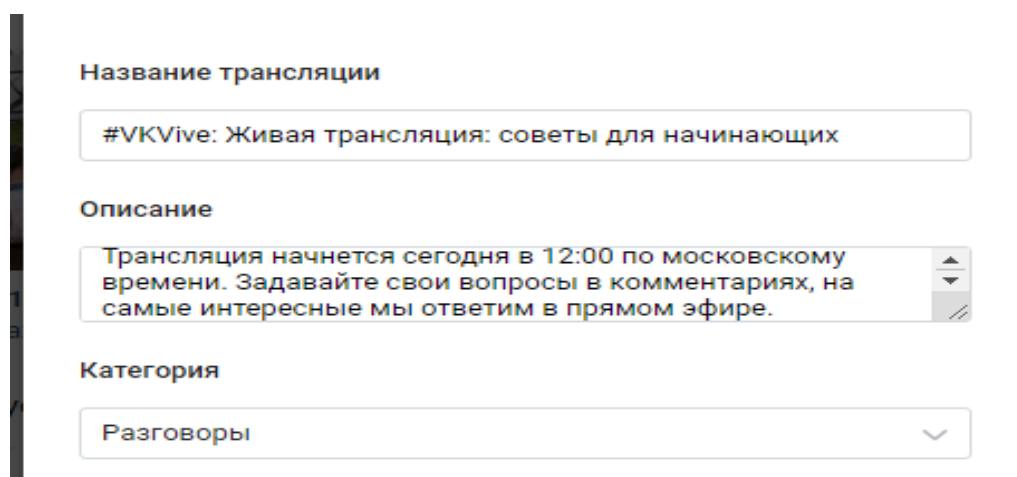 Название трансляции
#VKVive: Живая трансляция: советы для начинающих
Описание
Трансляция начнется сегодня в 12:00 по московскому
времени. Задавайте свои вопросы в комментариях, на
самые интересные мы ответим в прямом эфире.
Категория
Разговоры